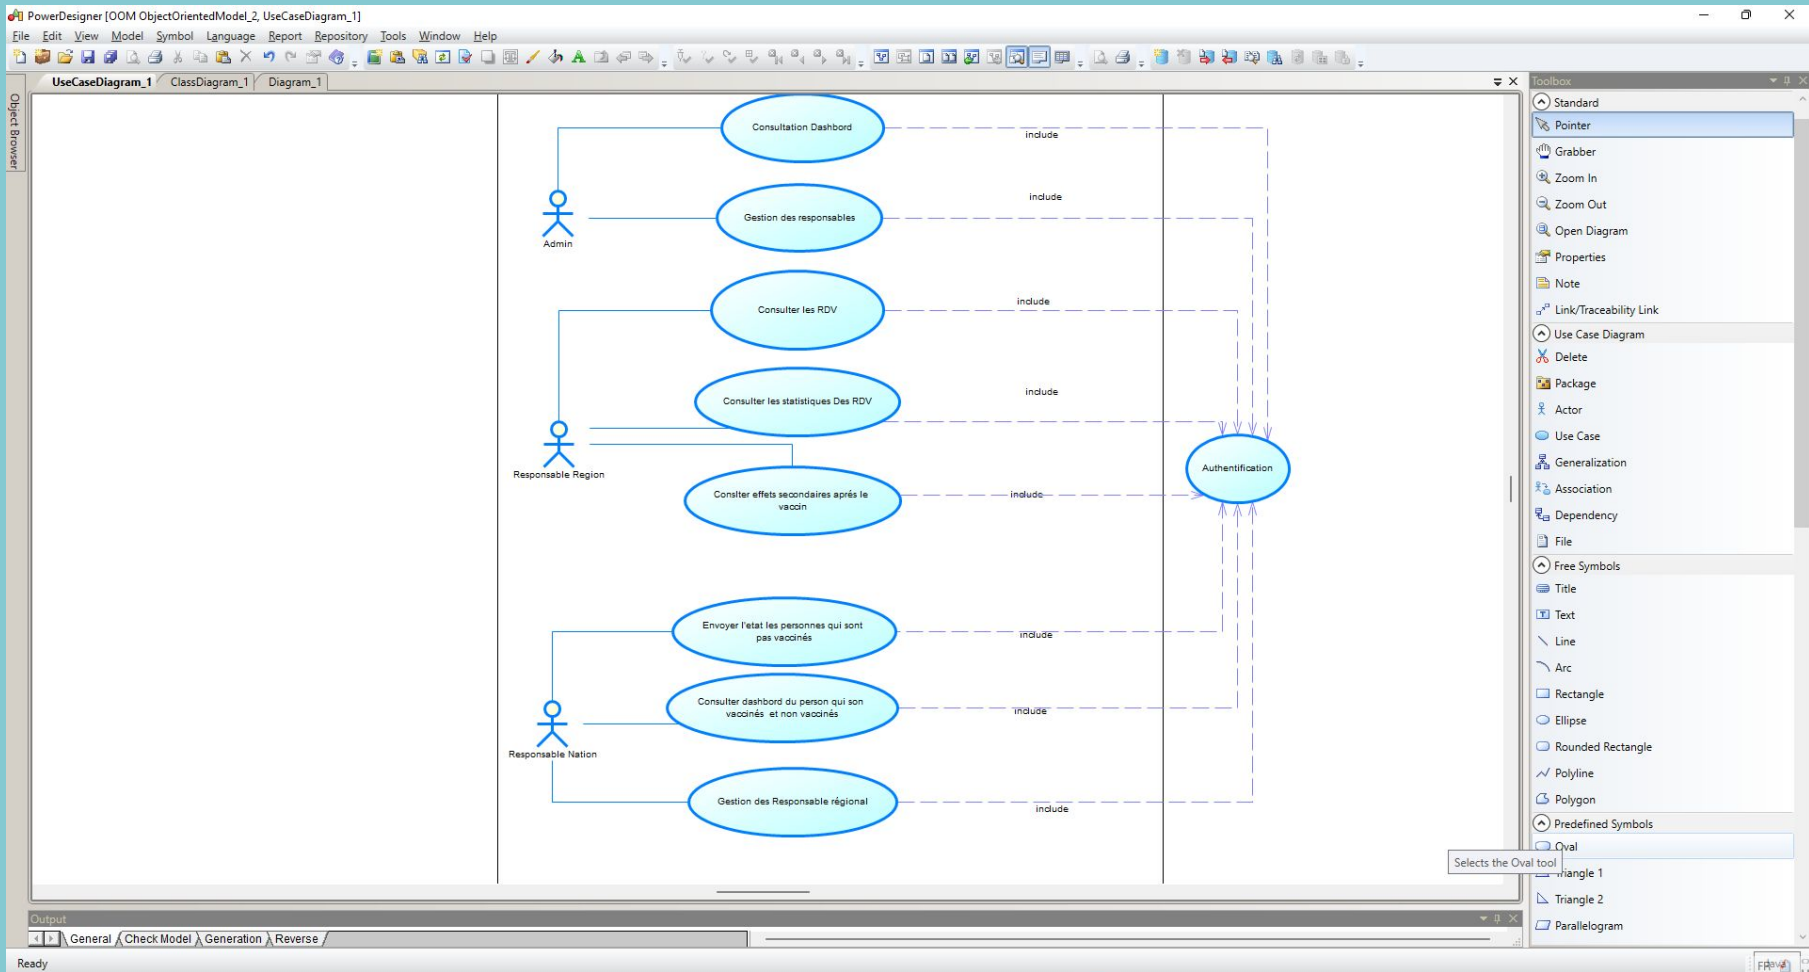 PowerDesigner [OOM ObjectOrientedModel_2, UseCaseDiagram_1]
File Edit View Model Symbol Language Report Repository Tools Window Help
UseCaseDiagram_1 ClassDiagram_1 Diagram_1
Object Browser
Consultation Dashbord
include
Admin
Gestion des responsables
include
Consulter les RDV
include
Consulter les statistiques Des RDV
include
Responsable Region
Authentification
Conslter effets secondaires aprés le
vaccin
include
Envoyer l'etat les personnes qui sont
pas vaccinés
include
Consulter dashbord du person qui son
vaccinés et non vaccinés
include
Responsable Nation
Gestion des Responsable régional
include
Toolbox
Standard
Pointer
Grabber
Zoom In
Zoom Out
Open Diagram
Properties
Note
Link/Traceability Link
Use Case Diagram
Delete
Package
Actor
Use Case
Generalization
Association
Dependency
File
Free Symbols
Title
Text
Line
Arc
Rectangle
Ellipse
Rounded Rectangle
Polyline
Polygon
Predefined Symbols
Oval
Selects the Oval tool
Triangle 1
Triangle 2
Parallelogram
Output
General Check Model Generation Reverse
Ready